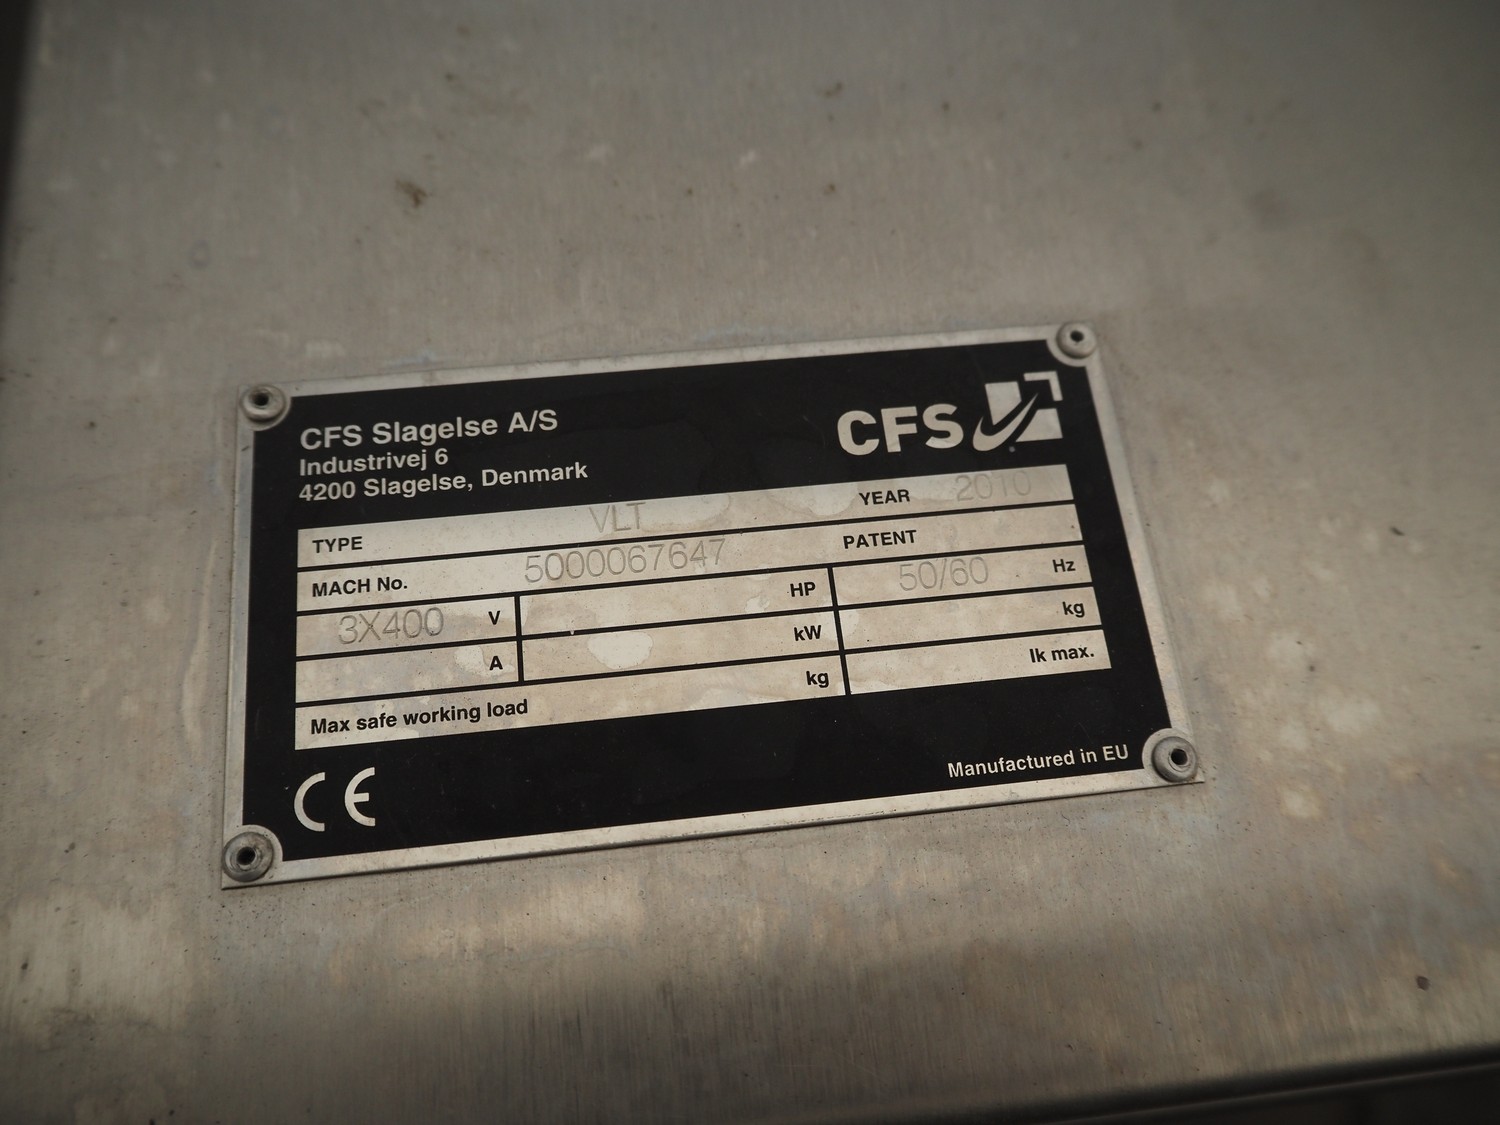 CFS Slagelse A/S
Industrivej 6
4200 Slagelse, Denmark
CFS
TYPE VLT YEAR 2010
MACH No. 5000067647 PATENT
3X400 V HP 50/60 Hz
A kW kg
Max safe working load kg Ik max.
CE
Manufactured in EU